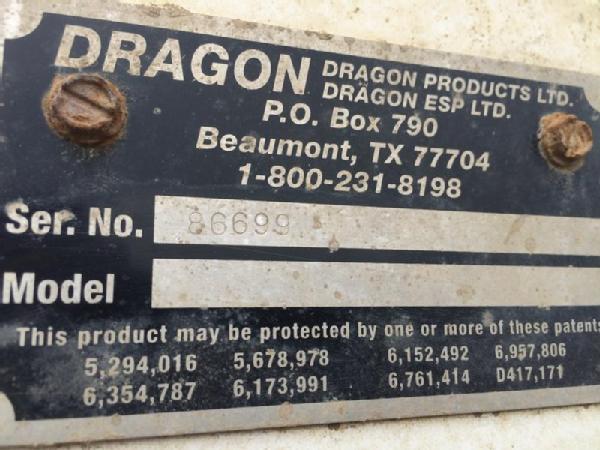 DRAGON DRAGON PRODUCTS LTD.
DRAGON ESP LTD.
P.O. Box 790
Beaumont, TX 77704
1-800-231-8198
Ser. No. 86699
Model
This product may be protected by one or more of these patents
5,294,016 5,678,978 6,152,492 6,957,806
6,354,787 6,173,991 6,761,414 D417,171